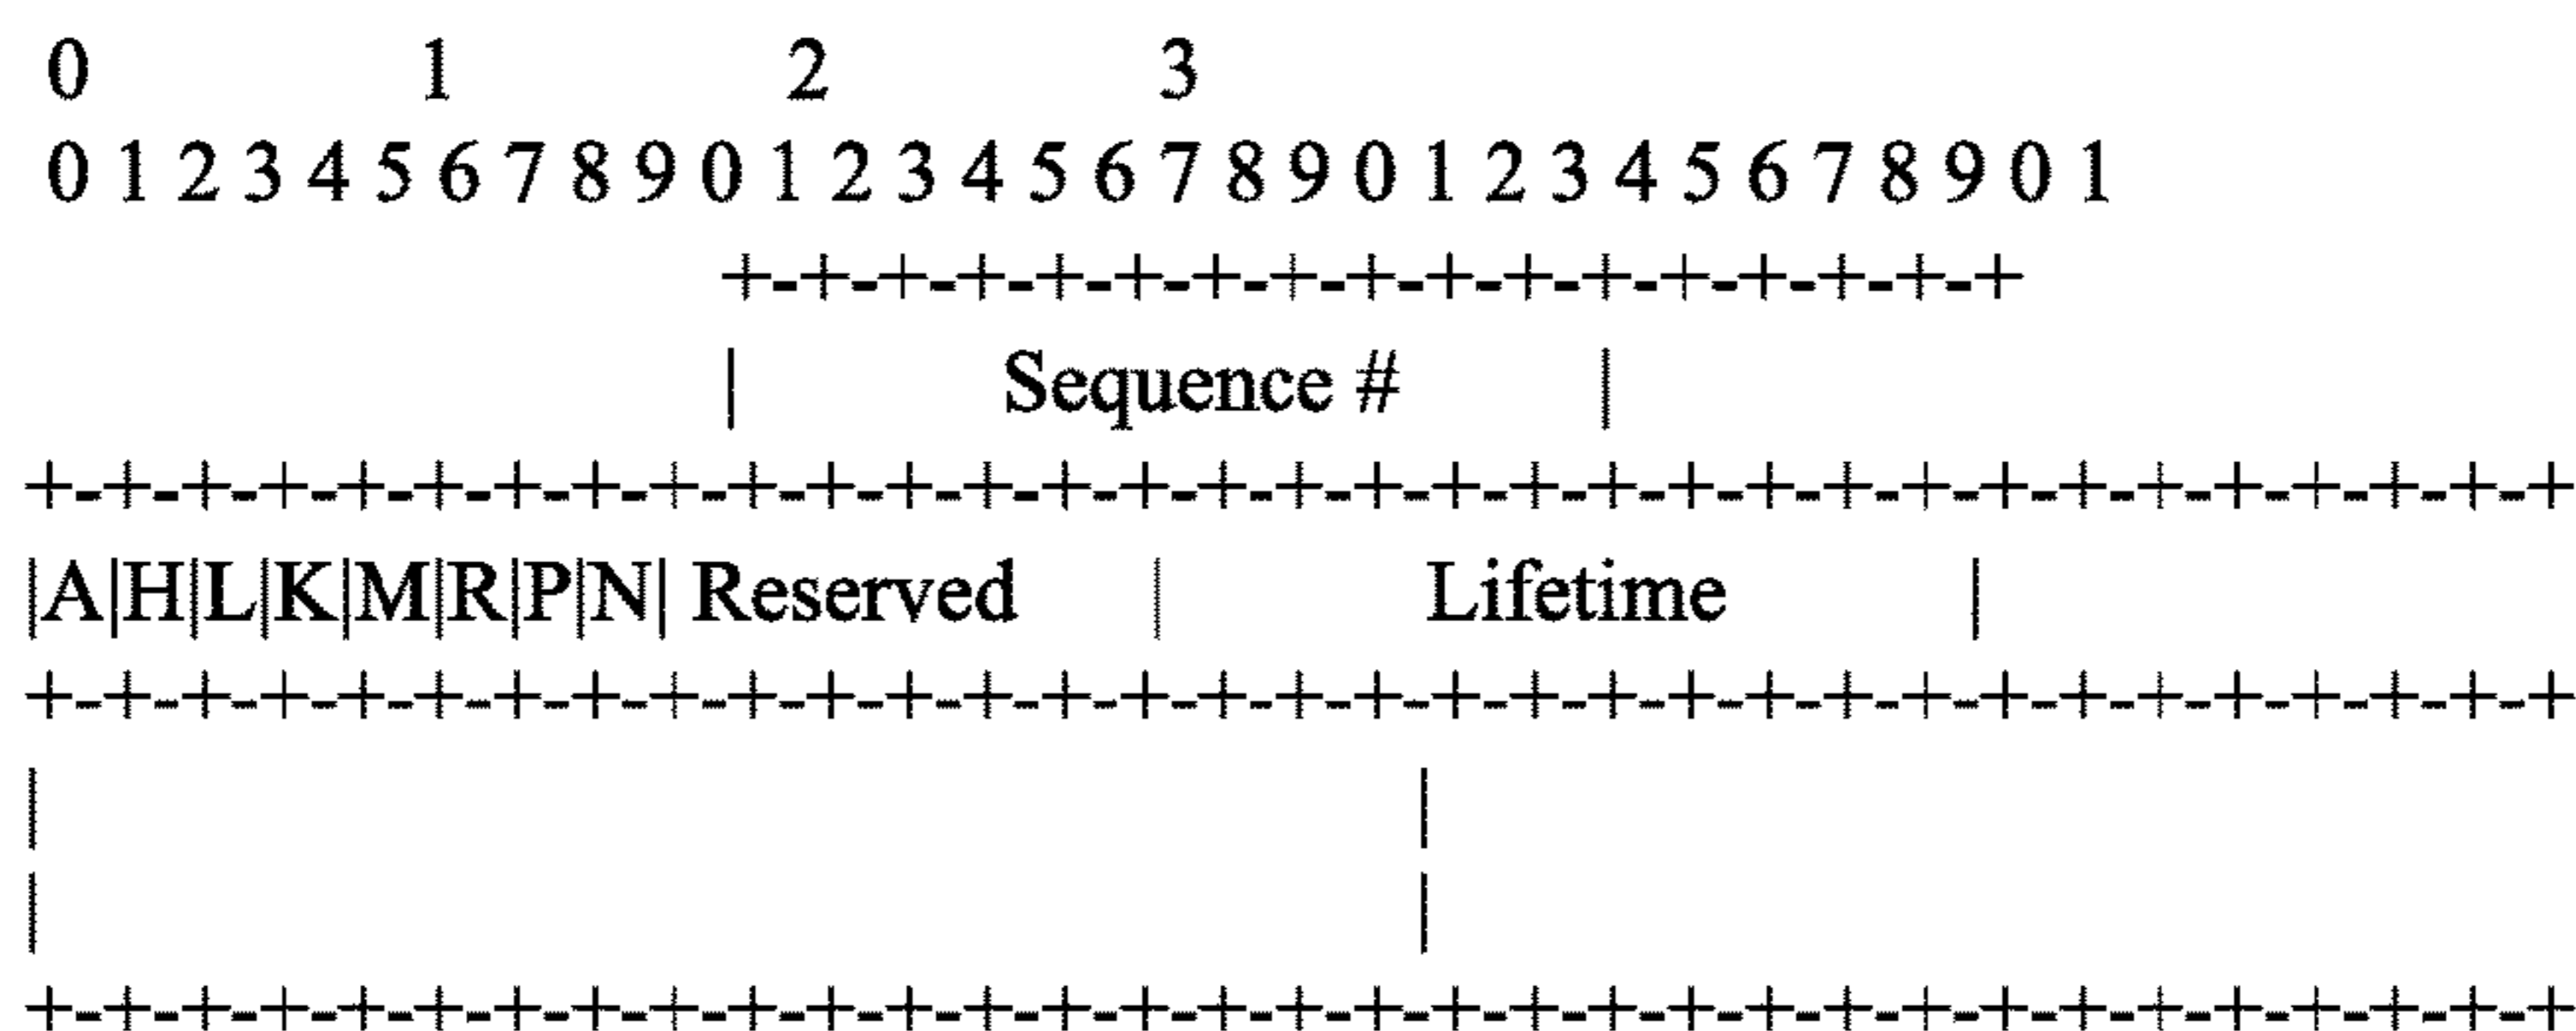 0 1 2 3
0 1 2 3 4 5 6 7 8 9 0 1 2 3 4 5 6 7 8 9 0 1 2 3 4 5 6 7 8 9 0 1
+-+-+-+-+-+-+-+-+-+-+-+-+-+-+-+-+
| Sequence # |
+-+-+-+-+-+-+-+-+-+-+-+-+-+-+-+-+-+-+-+-+-+-+-+-+-+-+-+-+-+-+-+-+
|A|H|L|K|M|R|P|N| Reserved | Lifetime |
+-+-+-+-+-+-+-+-+-+-+-+-+-+-+-+-+-+-+-+-+-+-+-+-+-+-+-+-+-+-+-+-+
| |
| |
+-+-+-+-+-+-+-+-+-+-+-+-+-+-+-+-+-+-+-+-+-+-+-+-+-+-+-+-+-+-+-+-+